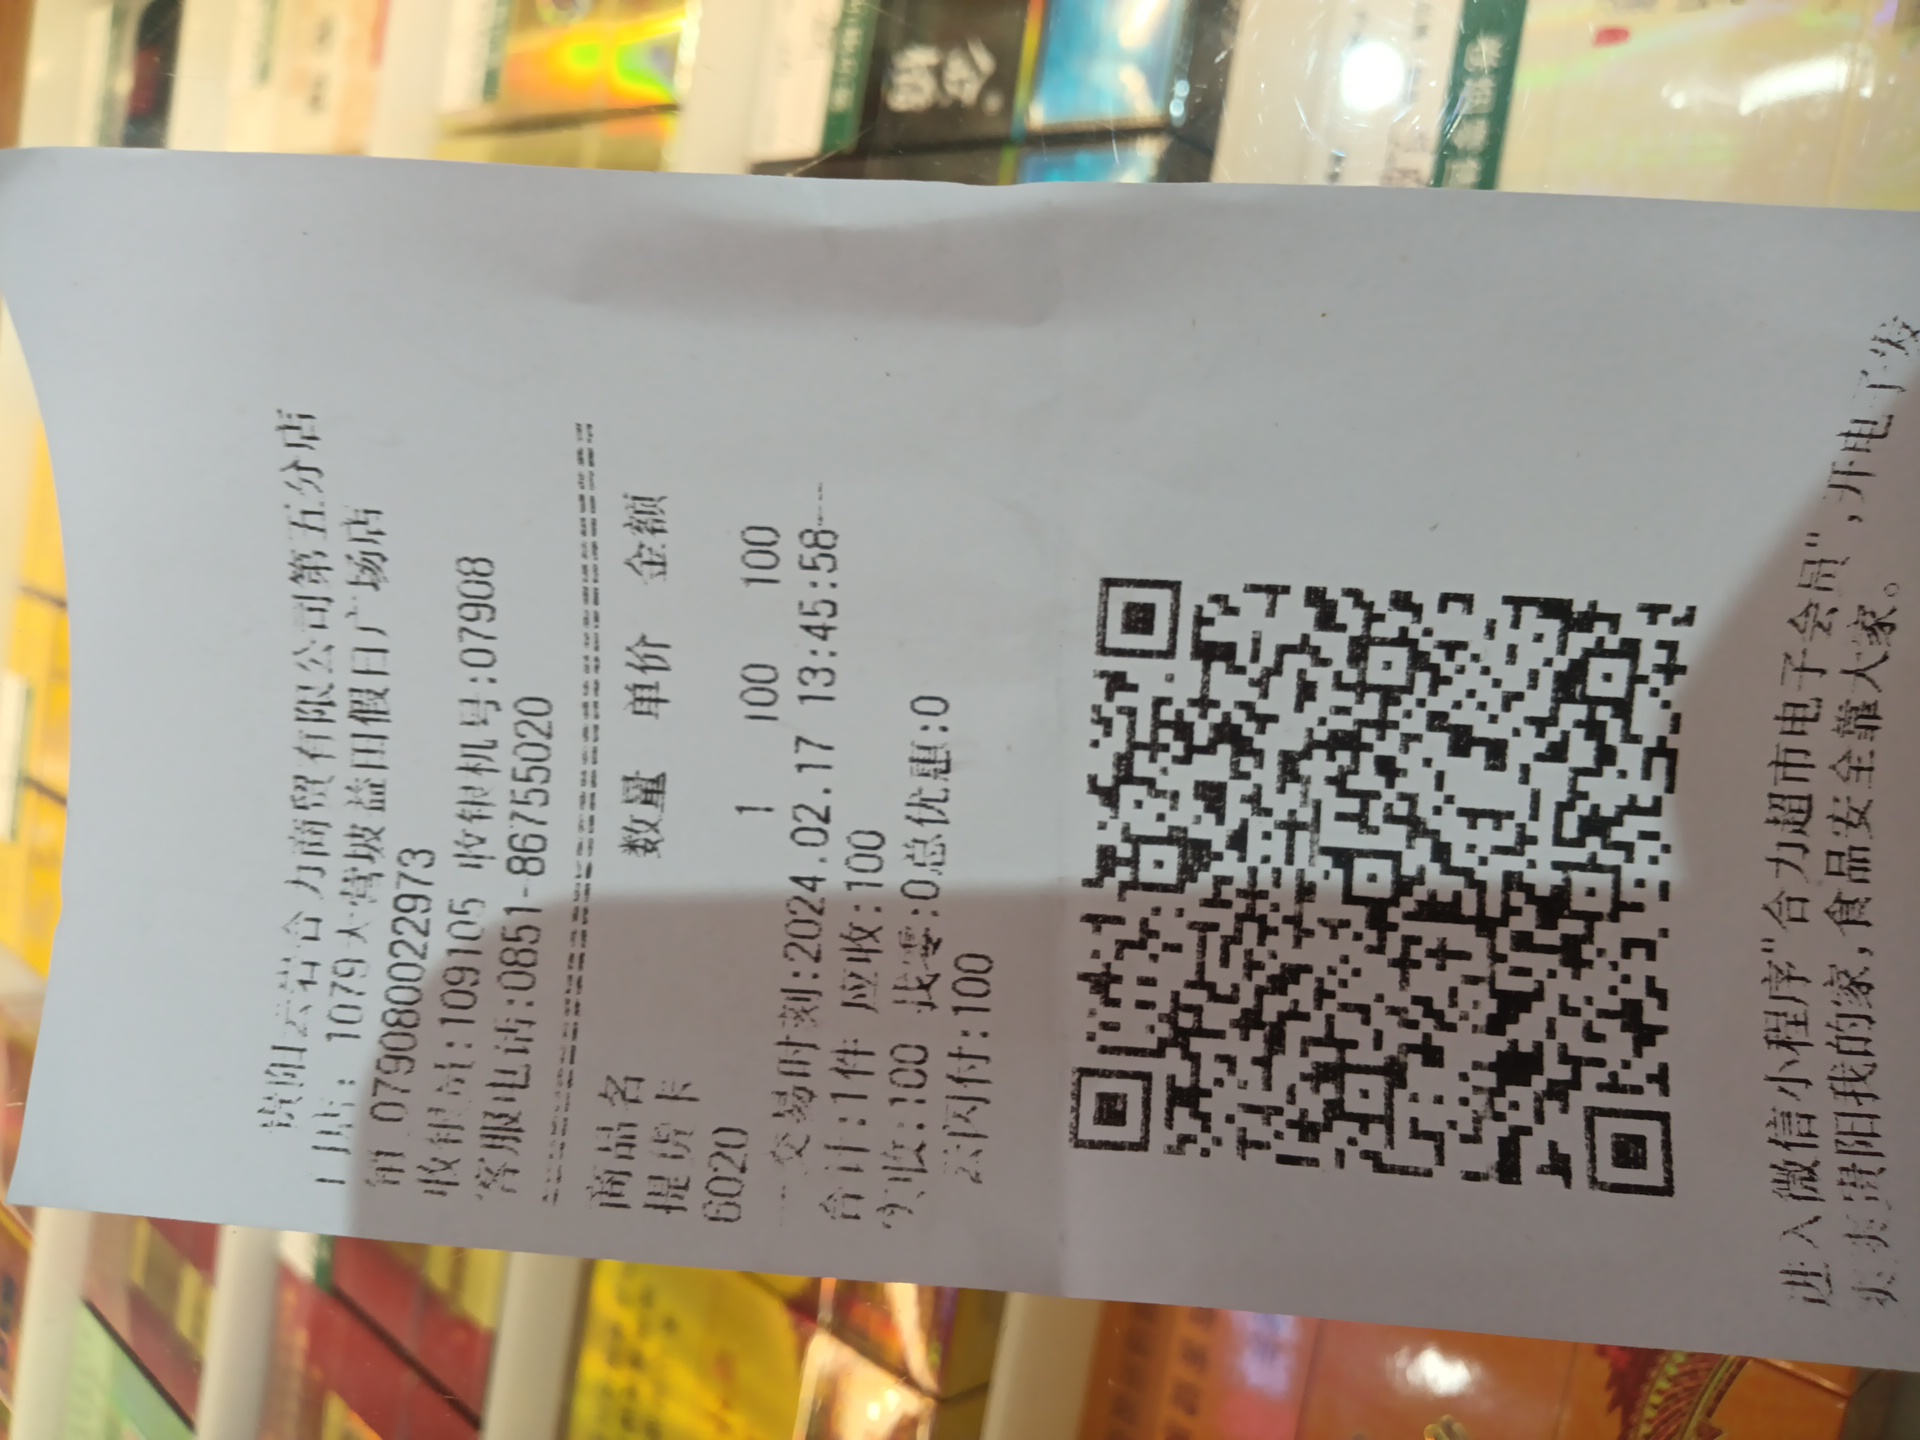 贵阳云岩合力商贸有限公司第五分店
门店: 1079大营坡益田假日广场店
销 0790800022973
收银员:109105 收银机号:07908
客服电话:0851-86755020
商品名 数量 单价 金额
提货卡
6020 1 100 100
---交易时刻:2024.02.17 13:45:58---
合计:1件 应收:100
实收:100 找零:0总优惠:0
云闪付:100
进入微信小程序"合力超市电子会员",开电子发
贵阳我的家,食品安全靠大家。